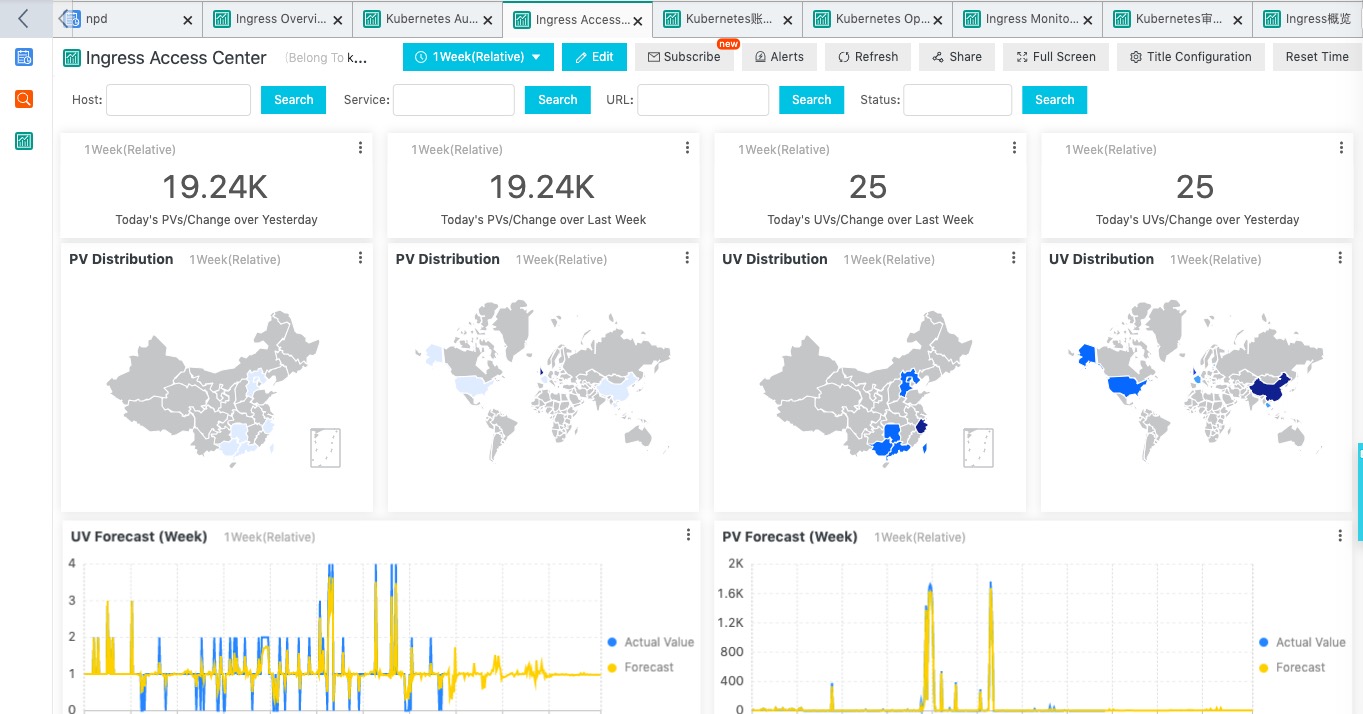 npd
Ingress Overvi...
Kubernetes Au...
Ingress Access...
Kubernetes账...
Kubernetes Op...
Ingress Monito...
Kubernetes审...
Ingress概览
Ingress Access Center
(Belong To k...
1Week(Relative)
Edit
Subscribe
new
Alerts
Refresh
Share
Full Screen
Title Configuration
Reset Time
Host:
Search
Service:
Search
URL:
Search
Status:
Search
1Week(Relative)
19.24K
Today's PVs/Change over Yesterday
1Week(Relative)
19.24K
Today's PVs/Change over Last Week
1Week(Relative)
25
Today's UVs/Change over Last Week
1Week(Relative)
25
Today's UVs/Change over Yesterday
PV Distribution 1Week(Relative)
PV Distribution 1Week(Relative)
UV Distribution 1Week(Relative)
UV Distribution 1Week(Relative)
UV Forecast (Week) 1Week(Relative)
4
3
2
1
0
Actual Value
Forecast
PV Forecast (Week) 1Week(Relative)
2K
1.6K
1.2K
800
400
0
Actual Value
Forecast